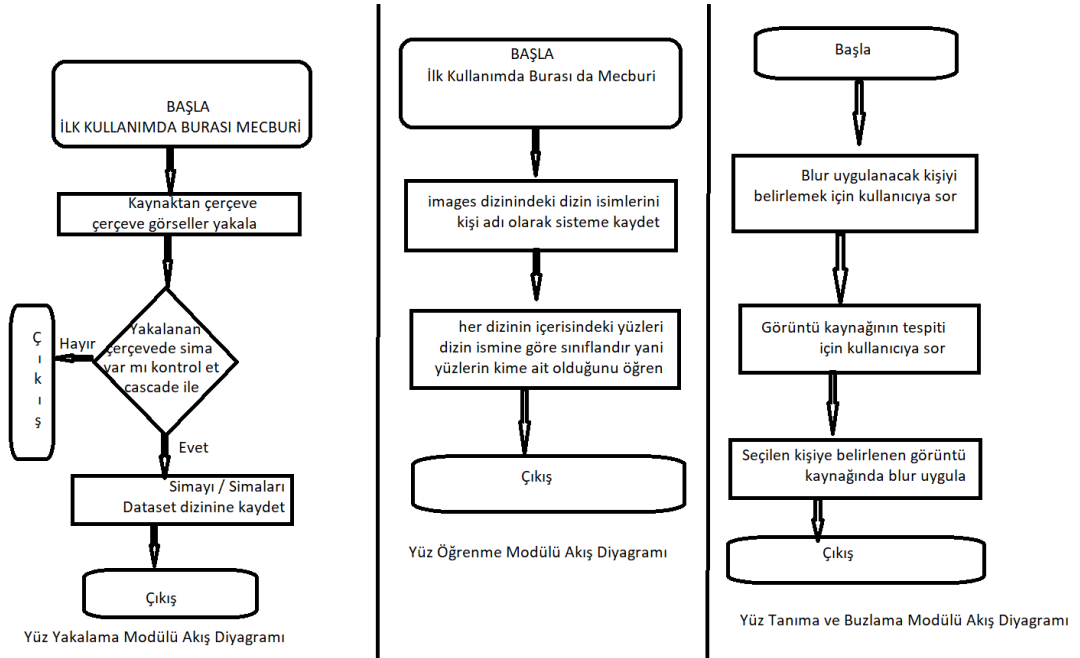 BAŞLA
İLK KULLANIMDA BURASI MECBURİ
Kaynaktan çerçeve
çerçeve görseller yakala
Yakalanan
çerçevede sima
var mı kontrol et
cascade ile
Hayır
Ç
ı
k
ı
ş
Evet
Simayı / Simaları
Dataset dizinine kaydet
Çıkış
Yüz Yakalama Modülü Akış Diyagramı
BAŞLA
İlk Kullanımda Burası da Mecburi
images dizinindeki dizin isimlerini
kişi adı olarak sisteme kaydet
her dizinin içerisindeki yüzleri
dizin ismine göre sınıflandır yani
yüzlerin kime ait olduğunu öğren
Çıkış
Yüz Öğrenme Modülü Akış Diyagramı
Başla
Blur uygulanacak kişiyi
belirlemek için kullanıcıya sor
Görüntü kaynağının tespiti
için kullanıcıya sor
Seçilen kişiye belirlenen görüntü
kaynağında blur uygula
Çıkış
Yüz Tanıma ve Buzlama Modülü Akış Diyagramı